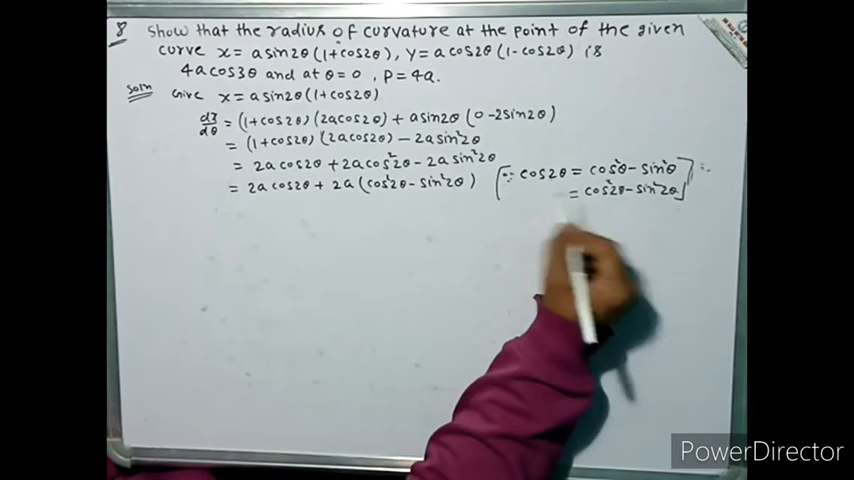 8 Show that the radius of curvature at the point of the given
curve x = a sin2θ (1+cos2θ), y = a cos2θ (1-cos2θ) is
4a cos3θ and at θ = 0, P = 4a.
Soln Give x = a sin2θ (1+cos2θ)
dx/dθ = (1+cos2θ) (2a cos2θ) + a sin2θ (0 - 2 sin2θ)
= (1+cos2θ) (2a cos2θ) - 2a sin²2θ
= 2a cos2θ + 2a cos²2θ - 2a sin²2θ
= 2a cos2θ + 2a (cos²2θ - sin²2θ) [∵ cos2θ = cos²θ - sin²θ
= cos²2θ - sin²2θ]
PowerDirector